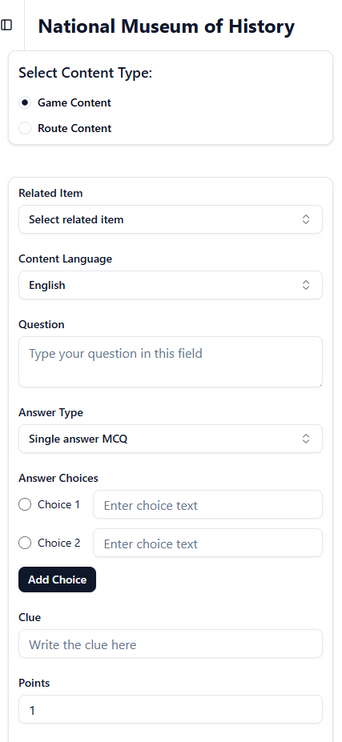 National Museum of History
Select Content Type:
Game Content
Route Content
Related Item
Select related item
Content Language
English
Question
Type your question in this field
Answer Type
Single answer MCQ
Answer Choices
Choice 1 Enter choice text
Choice 2 Enter choice text
Add Choice
Clue
Write the clue here
Points
1